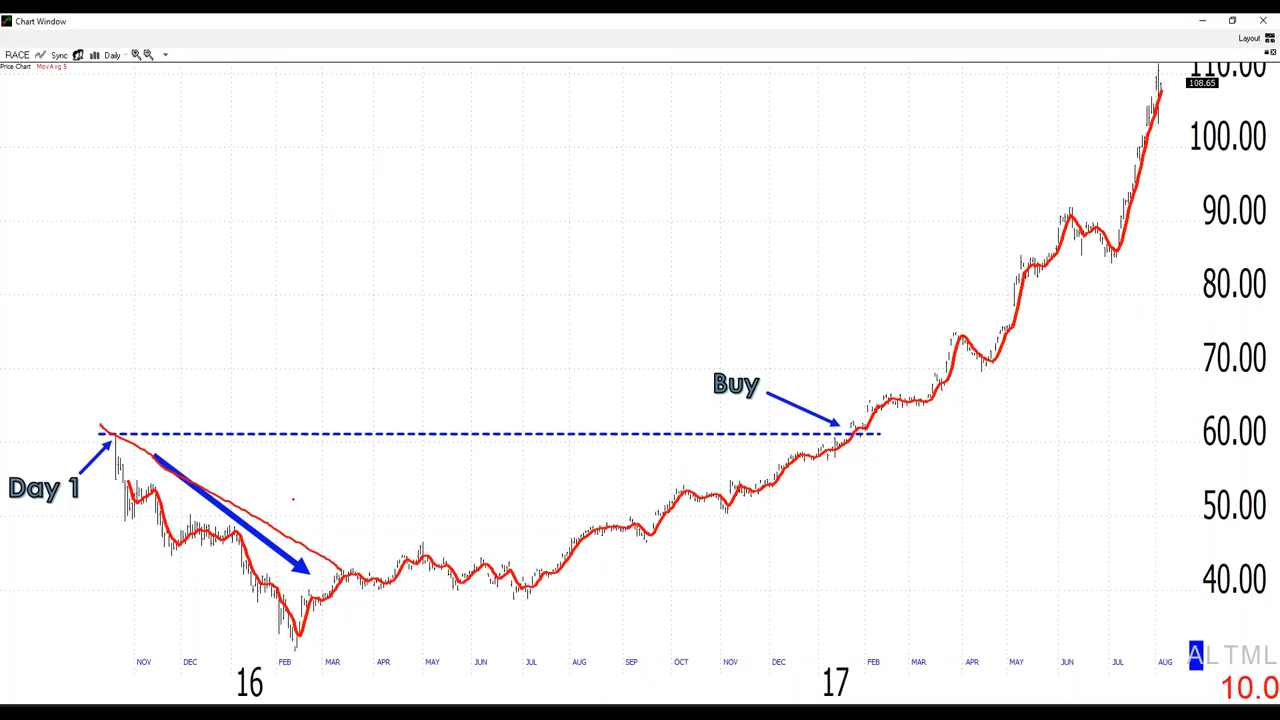 Chart Window
Layout
RACE Sync Daily
Price Chart MovAvg 5
110.00
108.65
100.00
90.00
80.00
70.00
Buy
60.00
Day 1
50.00
40.00
NOV DEC FEB MAR APR MAY JUN JUL AUG SEP OCT NOV DEC FEB MAR APR MAY JUN JUL AUG
A L T M L
16 17
10.0